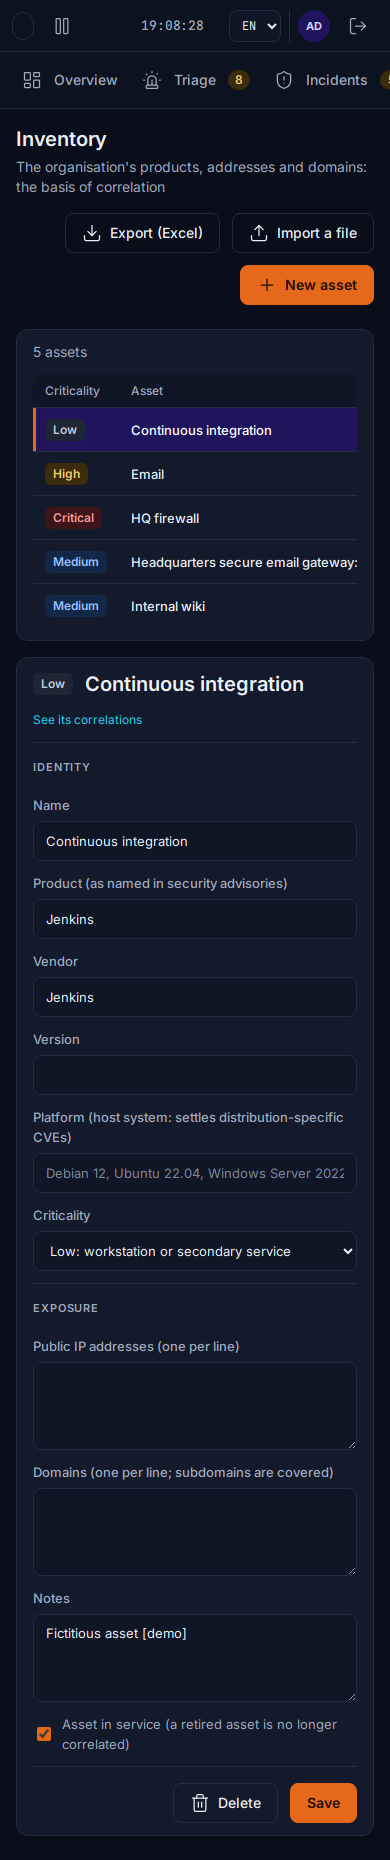 19:08:28
EN
AD
Overview
Triage
8
Incidents
Inventory
The organisation's products, addresses and domains:
the basis of correlation
Export (Excel)
Import a file
New asset
5 assets
Criticality
Asset
Low
Continuous integration
High
Email
Critical
HQ firewall
Medium
Headquarters secure email gateway:
Medium
Internal wiki
Low
Continuous integration
See its correlations
IDENTITY
Name
Continuous integration
Product (as named in security advisories)
Jenkins
Vendor
Jenkins
Version
Platform (host system: settles distribution-specific
CVEs)
Debian 12, Ubuntu 22.04, Windows Server 2022
Criticality
Low: workstation or secondary service
EXPOSURE
Public IP addresses (one per line)
Domains (one per line; subdomains are covered)
Notes
Fictitious asset [demo]
Asset in service (a retired asset is no longer
correlated)
Delete
Save